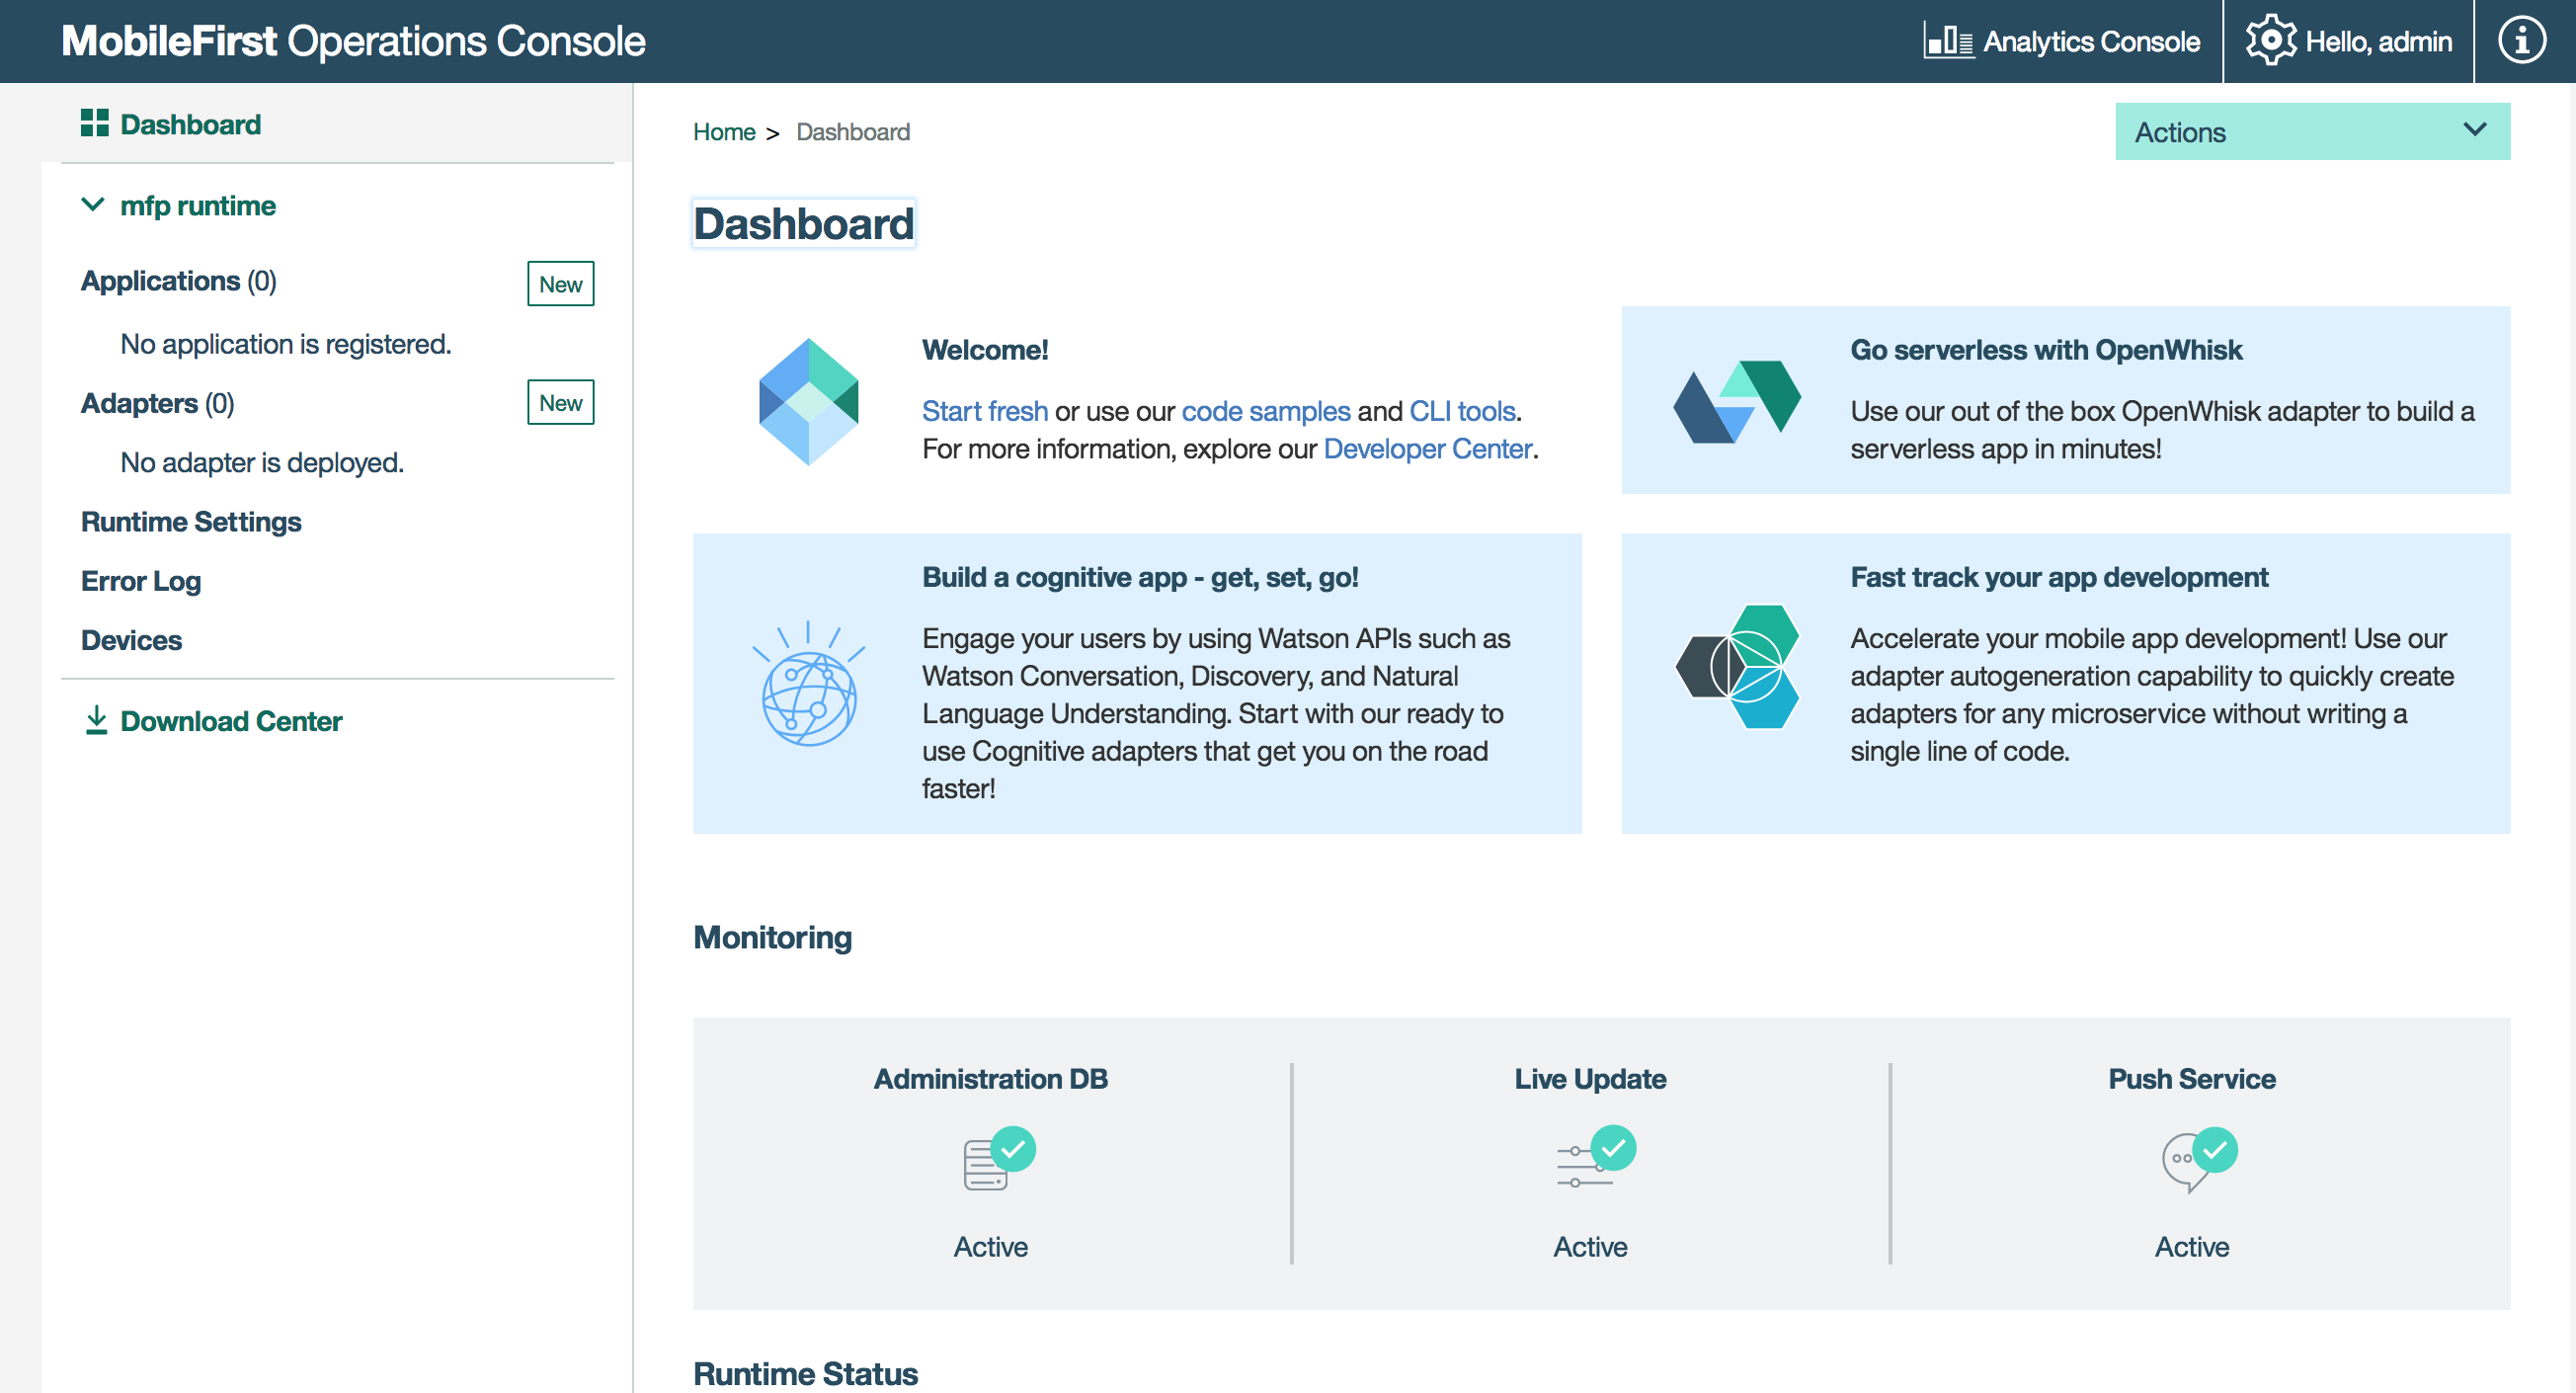 MobileFirst Operations Console
Analytics Console
Hello, admin
Dashboard
mfp runtime
Applications (0)
New
No application is registered.
Adapters (0)
New
No adapter is deployed.
Runtime Settings
Error Log
Devices
Download Center
Home > Dashboard
Actions
Dashboard
Welcome!
Start fresh or use our code samples and CLI tools.
For more information, explore our Developer Center.
Go serverless with OpenWhisk
Use our out of the box OpenWhisk adapter to build a
serverless app in minutes!
Build a cognitive app - get, set, go!
Engage your users by using Watson APIs such as
Watson Conversation, Discovery, and Natural
Language Understanding. Start with our ready to
use Cognitive adapters that get you on the road
faster!
Fast track your app development
Accelerate your mobile app development! Use our
adapter autogeneration capability to quickly create
adapters for any microservice without writing a
single line of code.
Monitoring
Administration DB
Active
Live Update
Active
Push Service
Active
Runtime Status